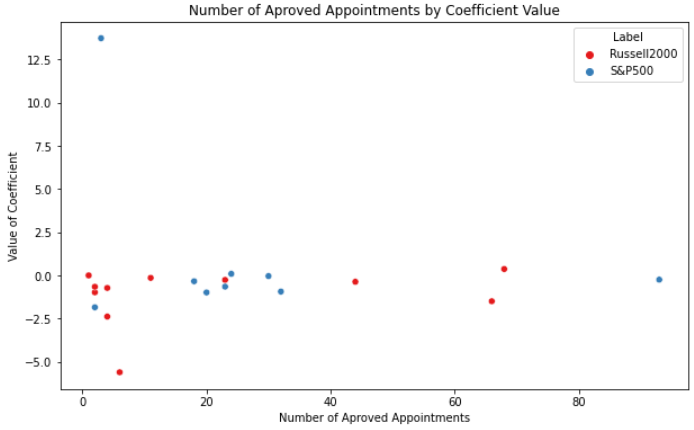 Number of Aproved Appointments by Coefficient Value
Label
Russell2000
S&P500
12.5
10.0
7.5
5.0
2.5
0.0
−2.5
−5.0
Value of Coefficient
0
20
40
60
80
Number of Aproved Appointments